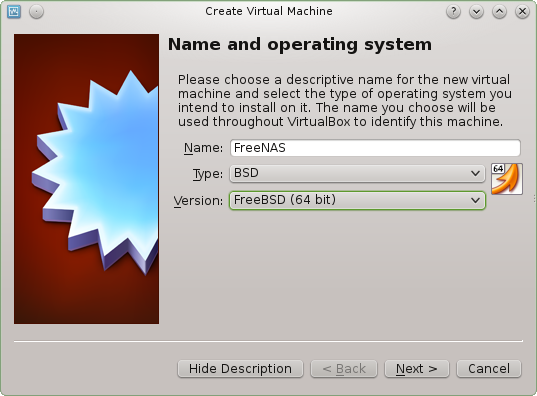 Create Virtual Machine
Name and operating system
Please choose a descriptive name for the new virtual
machine and select the type of operating system you
intend to install on it. The name you choose will be
used throughout VirtualBox to identify this machine.
Name: FreeNAS
Type: BSD
64
Version: FreeBSD (64 bit)
Hide Description < Back Next > Cancel